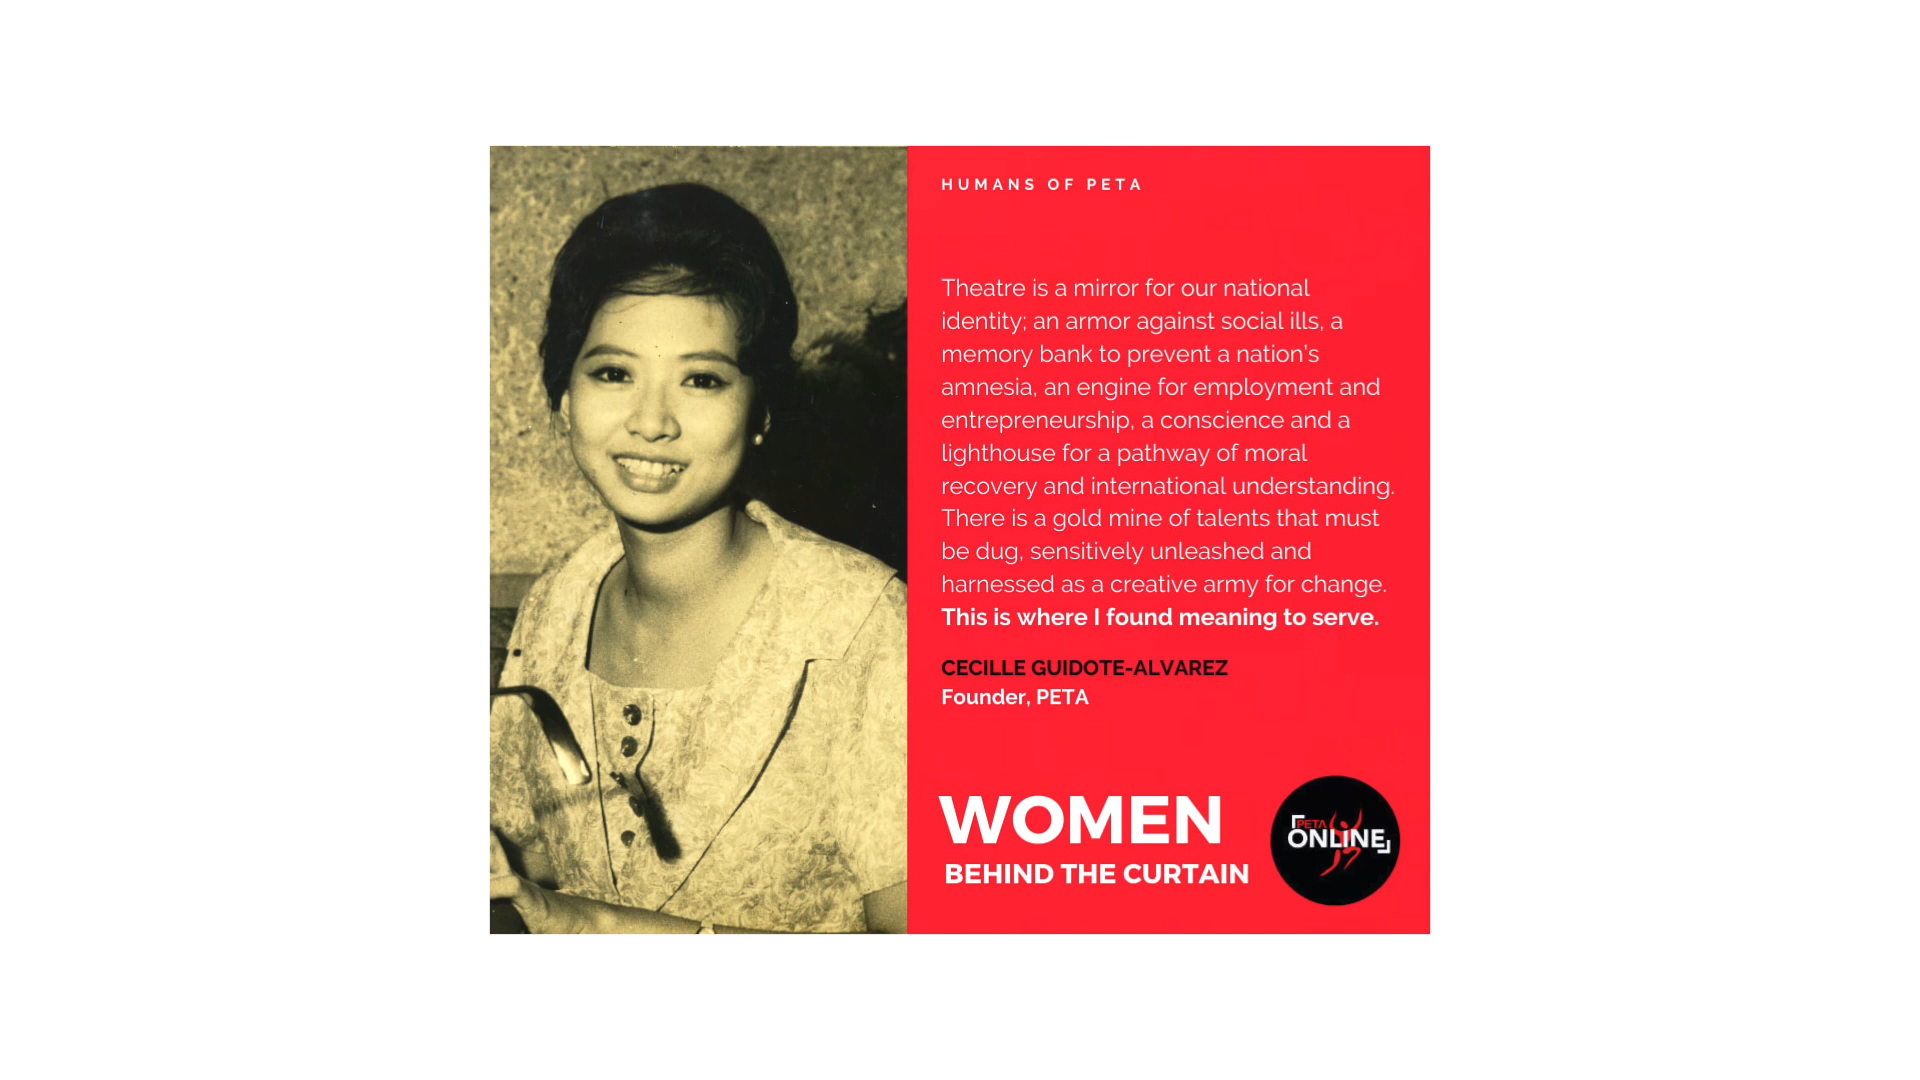 HUMANS OF PETA
Theatre is a mirror for our national
identity; an armor against social ills, a
memory bank to prevent a nation's
amnesia, an engine for employment and
entrepreneurship, a conscience and a
lighthouse for a pathway of moral
recovery and international understanding.
There is a gold mine of talents that must
be dug, sensitively unleashed and
harnessed as a creative army for change.
This is where I found meaning to serve.
CECILLE GUIDOTE-ALVAREZ
Founder, PETA
WOMEN
BEHIND THE CURTAIN
PETA
ONLINE